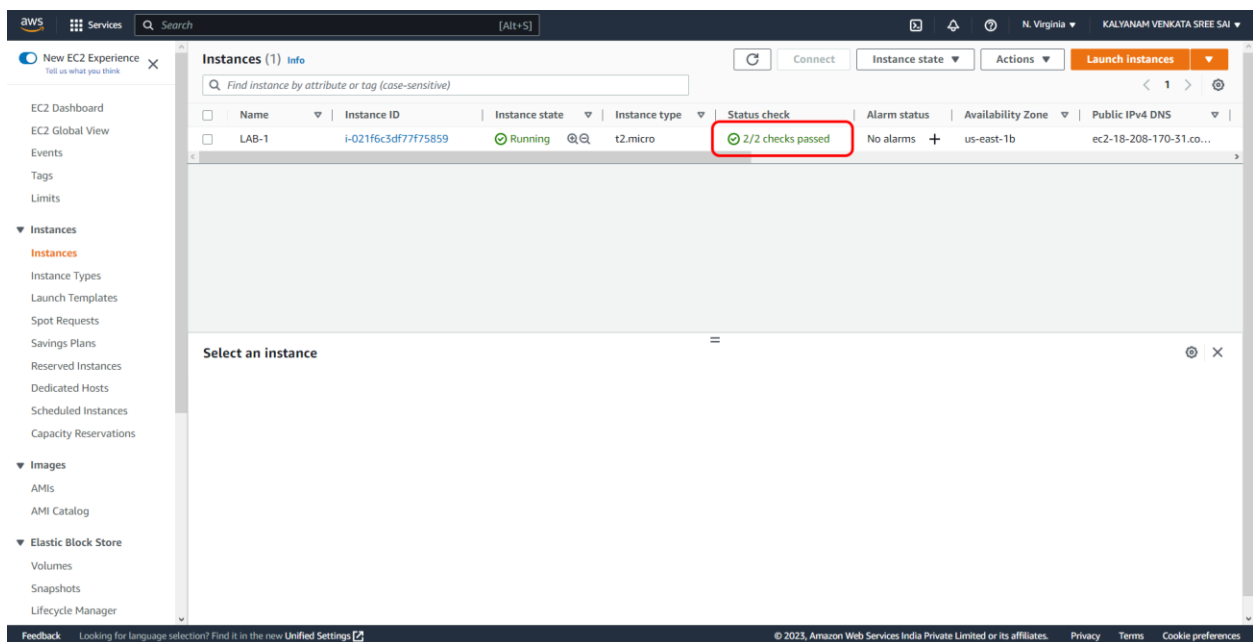 aws Services Search [Alt+S] N. Virginia KALYANAM VENKATA SREE SAI
New EC2 Experience
Tell us what you think
EC2 Dashboard
EC2 Global View
Events
Tags
Limits
Instances
Instances
Instance Types
Launch Templates
Spot Requests
Savings Plans
Reserved Instances
Dedicated Hosts
Scheduled Instances
Capacity Reservations
Images
AMIs
AMI Catalog
Elastic Block Store
Volumes
Snapshots
Lifecycle Manager
Instances (1) Info Connect Instance state Actions Launch instances
Find instance by attribute or tag (case-sensitive) 1
Name Instance ID Instance state Instance type Status check Alarm status Availability Zone Public IPv4 DNS
LAB-1 i-021f6c3df77f75859 Running t2.micro 2/2 checks passed No alarms + us-east-1b ec2-18-208-170-31.co...
Select an instance
Feedback Looking for language selection? Find it in the new Unified Settings © 2023, Amazon Web Services India Private Limited or its affiliates. Privacy Terms Cookie preferences